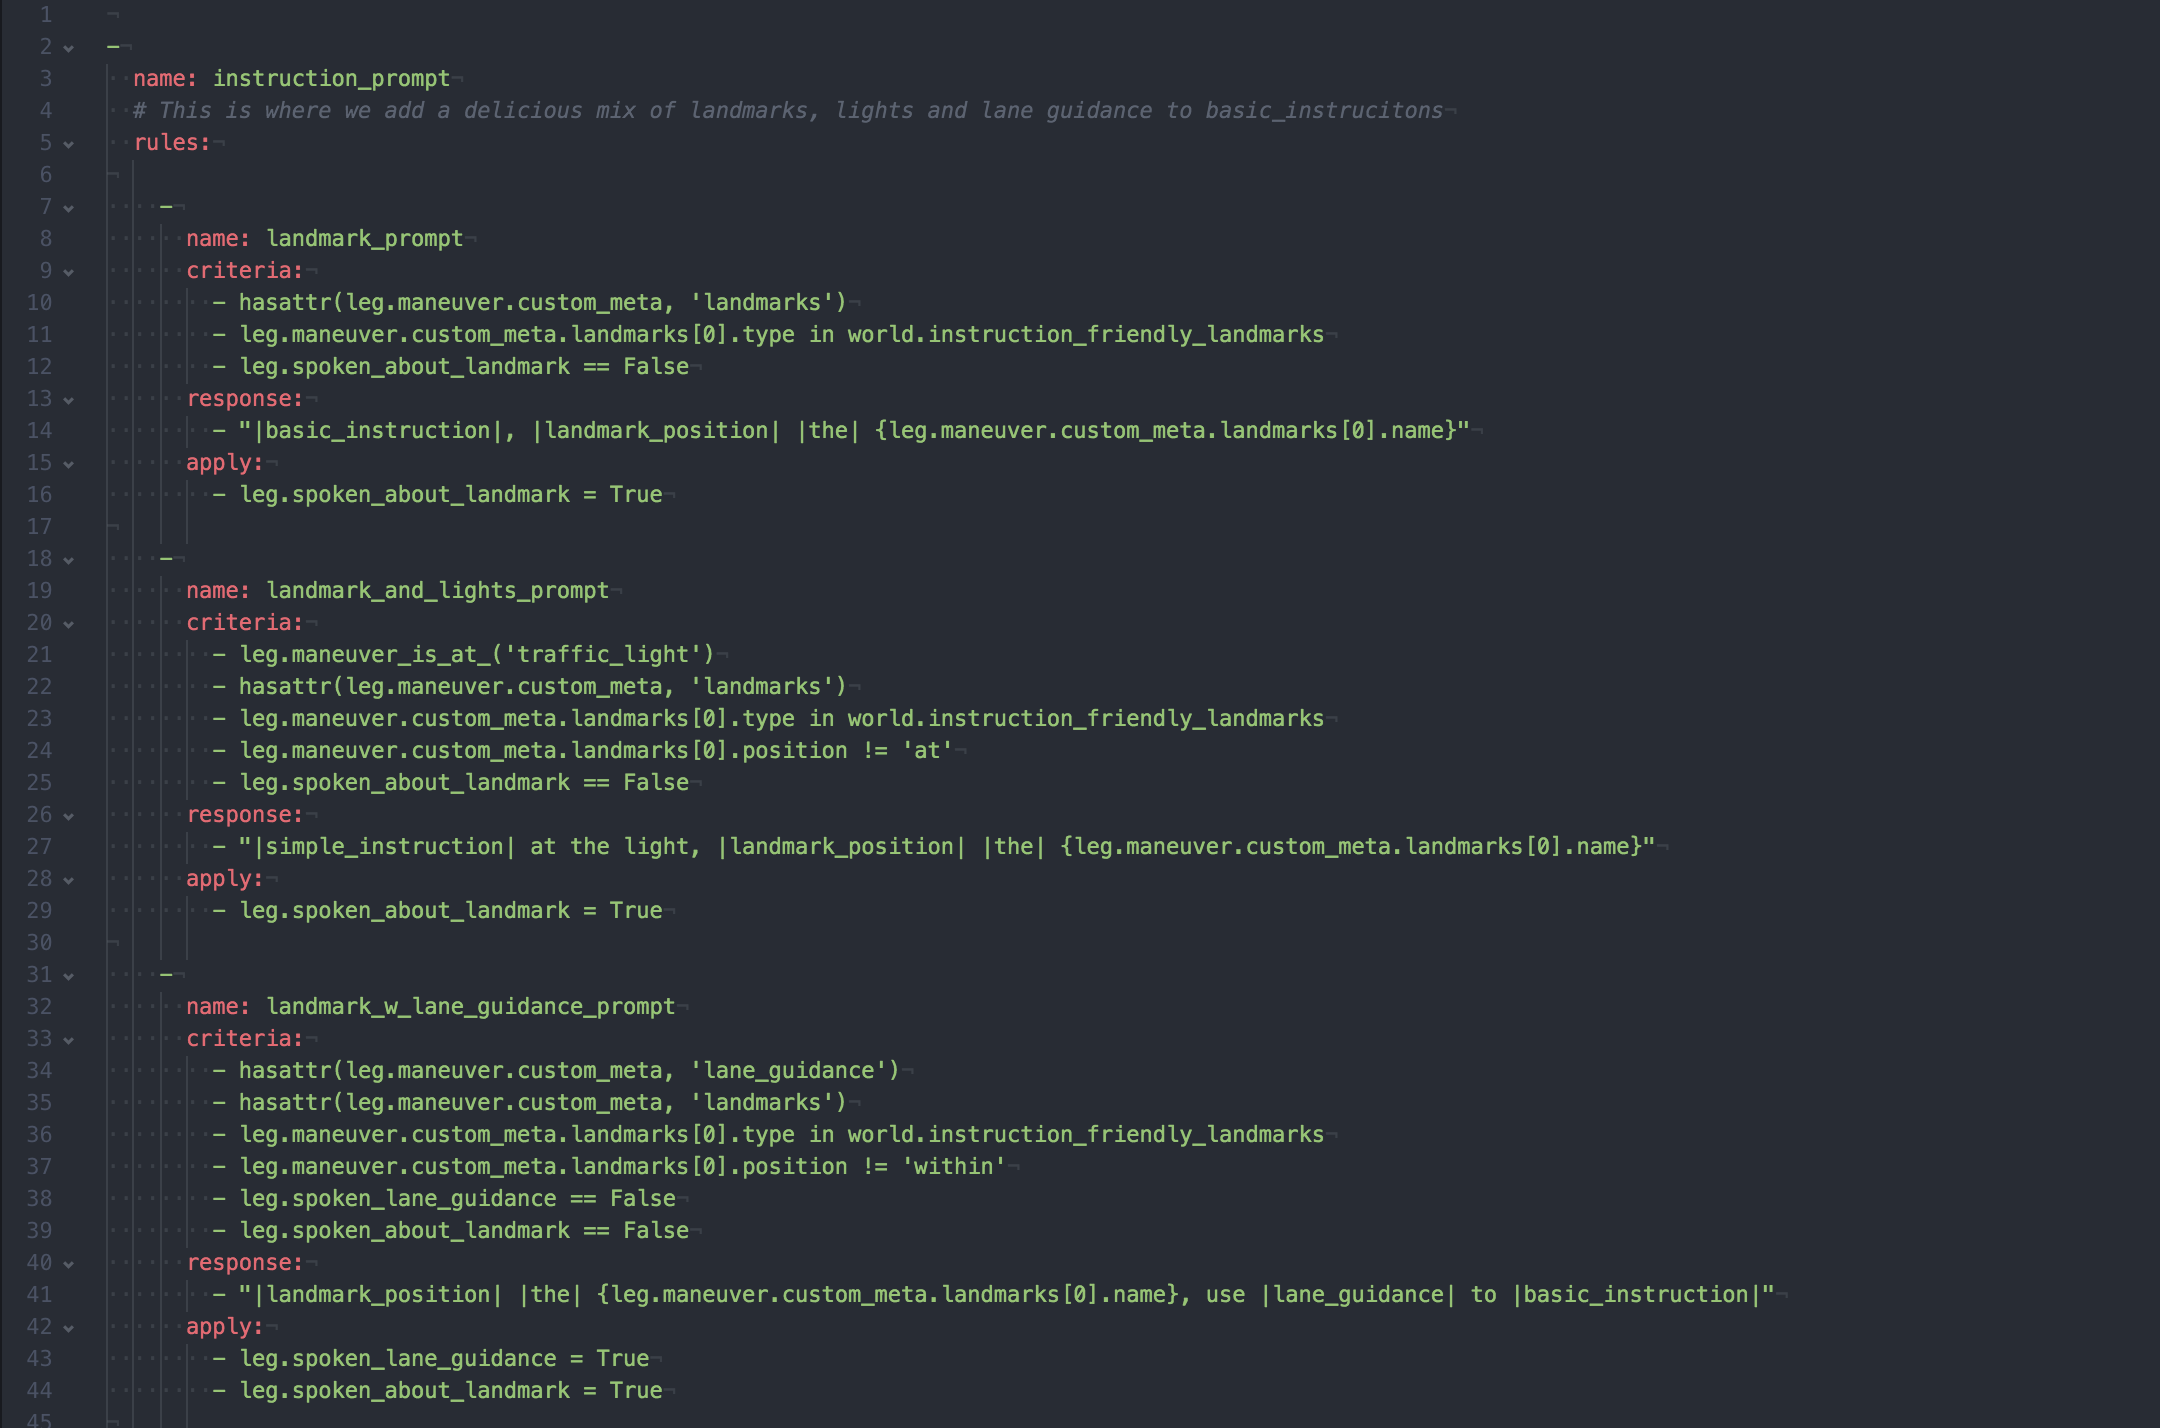 1
2 -
3 name: instruction_prompt
4 # This is where we add a delicious mix of landmarks, lights and lane guidance to basic_instrucitons
5 rules:
6
7 -
8 name: landmark_prompt
9 criteria:
10 - hasattr(leg.maneuver.custom_meta, 'landmarks')
11 - leg.maneuver.custom_meta.landmarks[0].type in world.instruction_friendly_landmarks
12 - leg.spoken_about_landmark == False
13 response:
14 - "|basic_instruction|, |landmark_position| |the| {leg.maneuver.custom_meta.landmarks[0].name}"
15 apply:
16 - leg.spoken_about_landmark = True
17
18 -
19 name: landmark_and_lights_prompt
20 criteria:
21 - leg.maneuver_is_at_('traffic_light')
22 - hasattr(leg.maneuver.custom_meta, 'landmarks')
23 - leg.maneuver.custom_meta.landmarks[0].type in world.instruction_friendly_landmarks
24 - leg.maneuver.custom_meta.landmarks[0].position != 'at'
25 - leg.spoken_about_landmark == False
26 response:
27 - "|simple_instruction| at the light, |landmark_position| |the| {leg.maneuver.custom_meta.landmarks[0].name}"
28 apply:
29 - leg.spoken_about_landmark = True
30
31 -
32 name: landmark_w_lane_guidance_prompt
33 criteria:
34 - hasattr(leg.maneuver.custom_meta, 'lane_guidance')
35 - hasattr(leg.maneuver.custom_meta, 'landmarks')
36 - leg.maneuver.custom_meta.landmarks[0].type in world.instruction_friendly_landmarks
37 - leg.maneuver.custom_meta.landmarks[0].position != 'within'
38 - leg.spoken_lane_guidance == False
39 - leg.spoken_about_landmark == False
40 response:
41 - "|landmark_position| |the| {leg.maneuver.custom_meta.landmarks[0].name}, use |lane_guidance| to |basic_instruction|"
42 apply:
43 - leg.spoken_lane_guidance = True
44 - leg.spoken_about_landmark = True
45